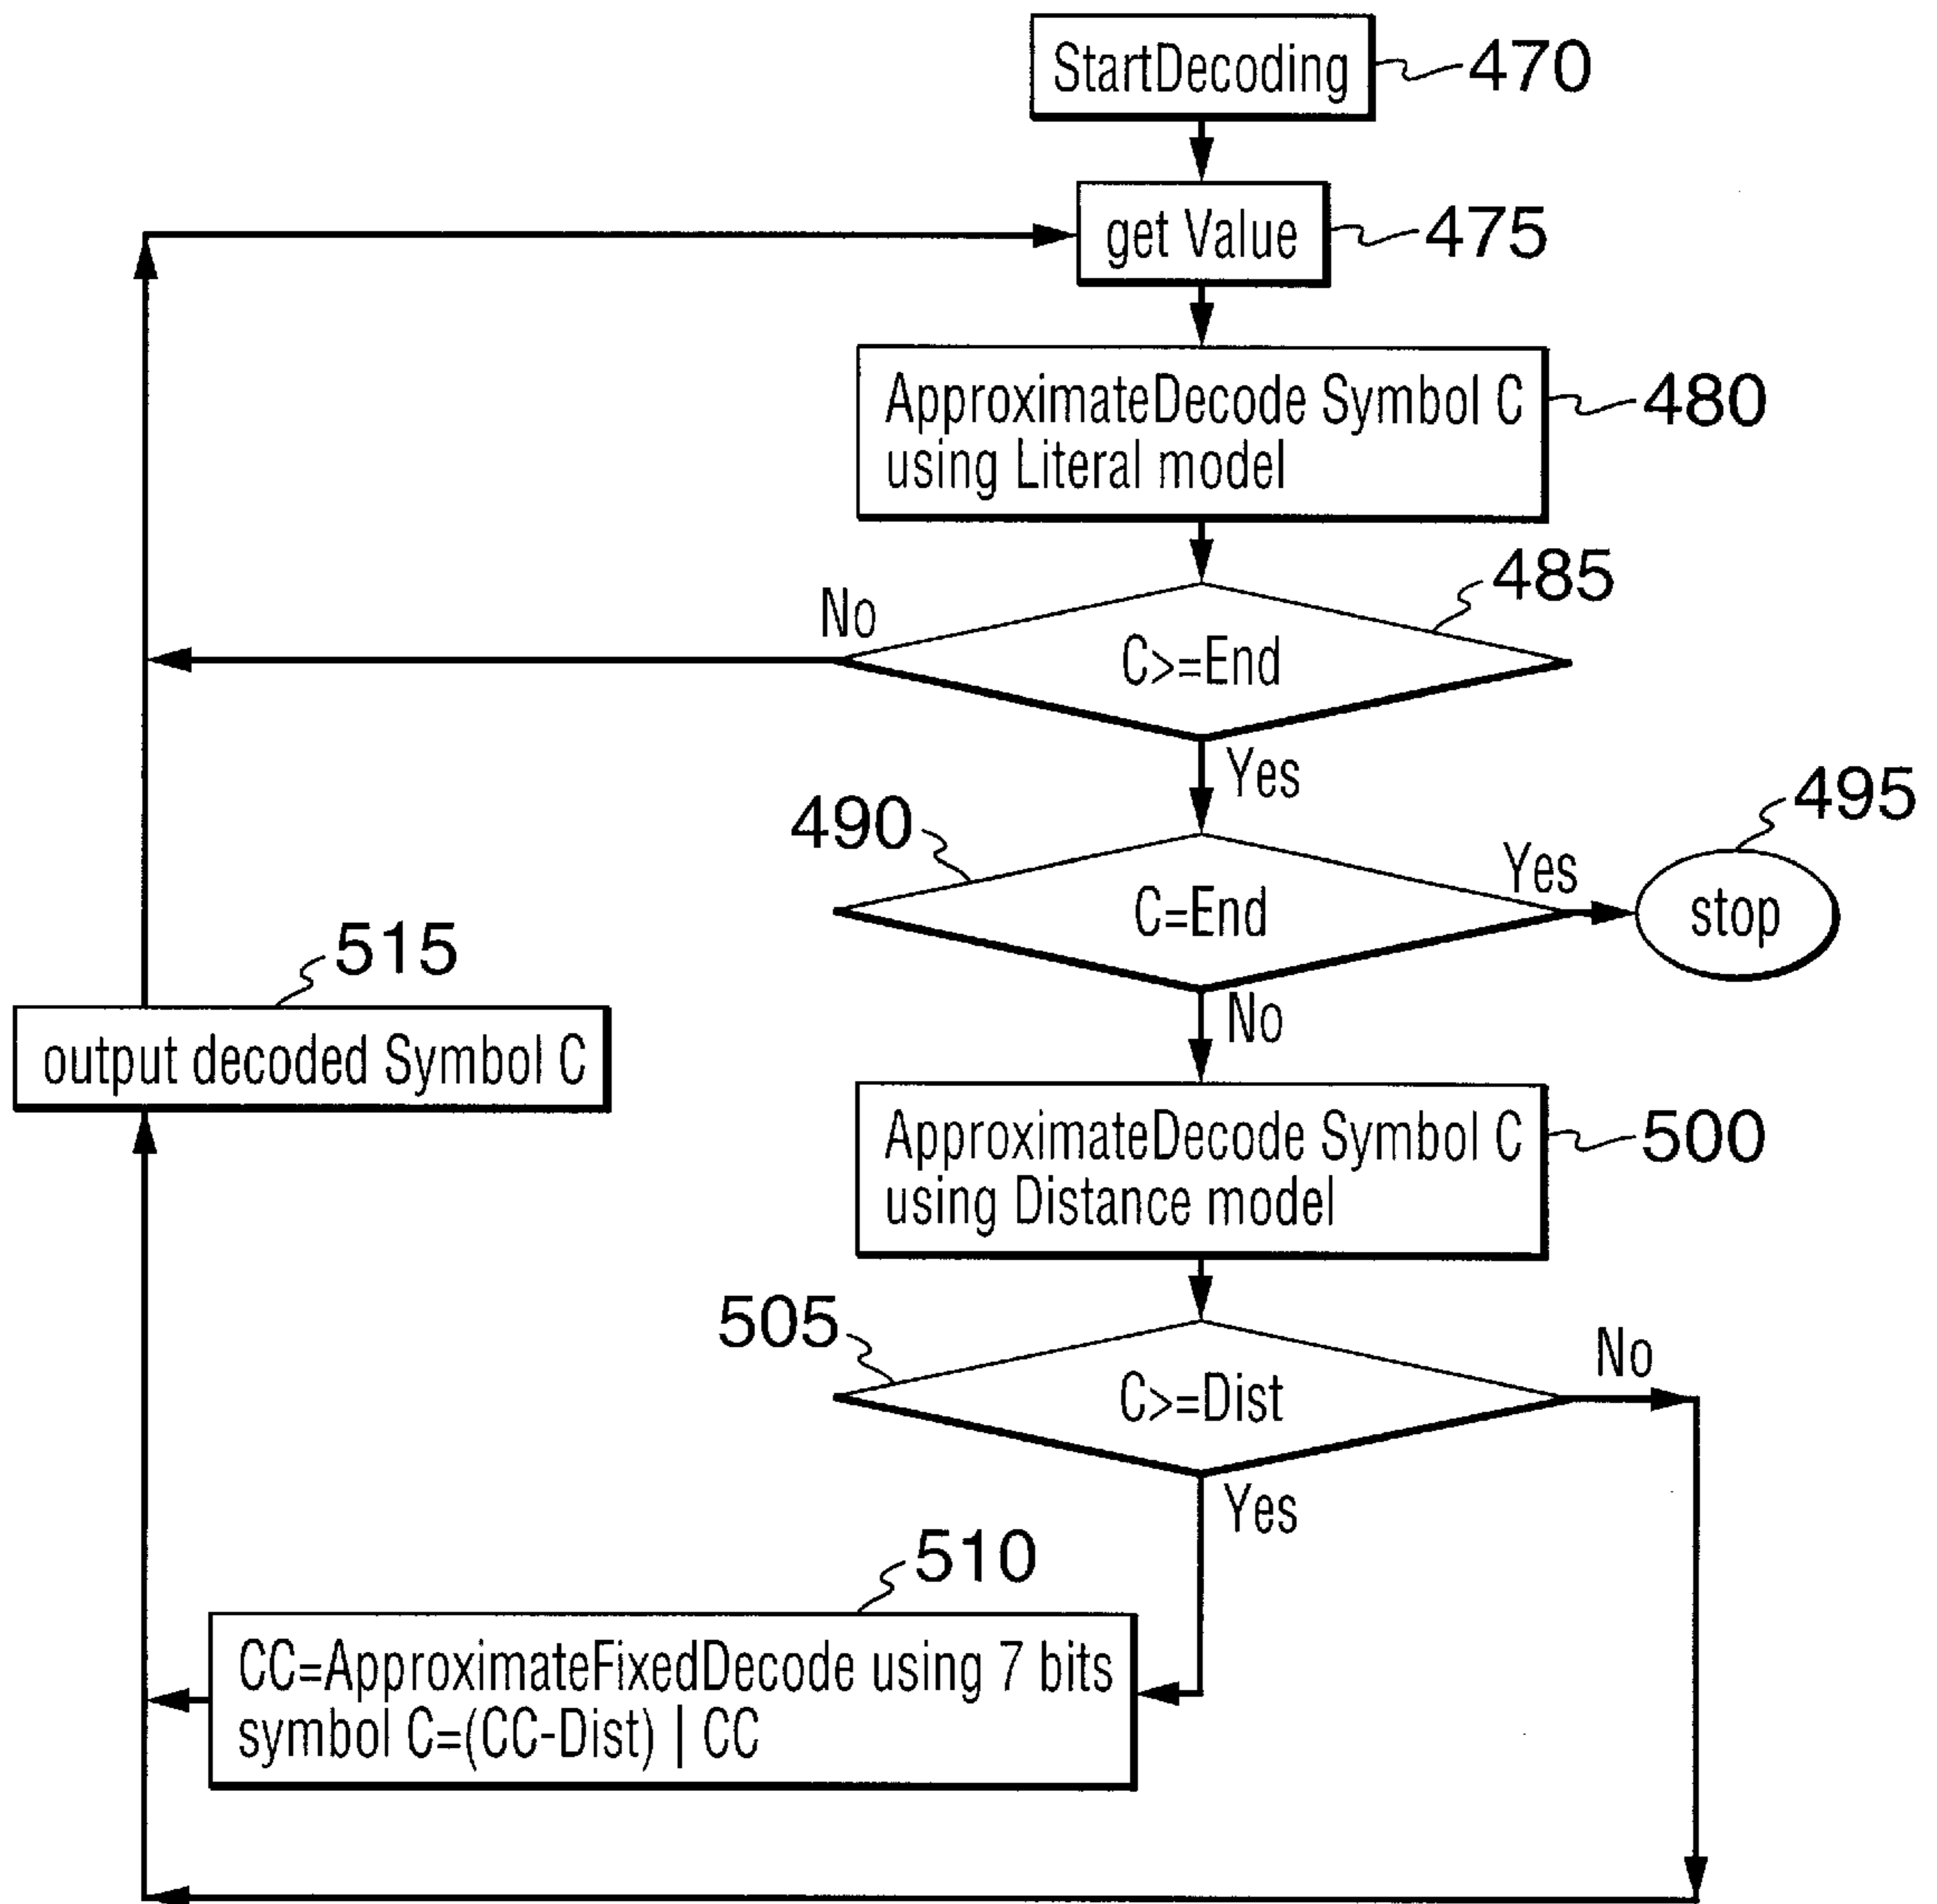 StartDecoding
470
get Value
475
ApproximateDecode Symbol C
using Literal model
480
485
No
C>=End
Yes
490
495
C=End
Yes
stop
No
515
output decoded Symbol C
ApproximateDecode Symbol C
using Distance model
500
505
No
C>=Dist
Yes
510
CC=ApproximateFixedDecode using 7 bits
symbol C=(CC-Dist) | CC